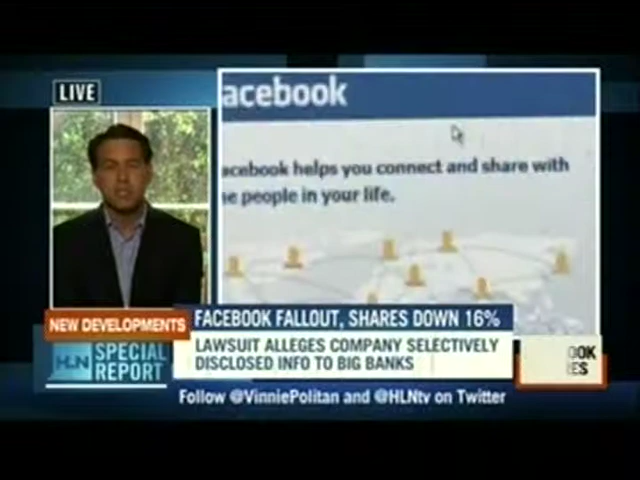 LIVE
acebook
acebook helps you connect and share with
e people in your life.
NEW DEVELOPMENTS
FACEBOOK FALLOUT, SHARES DOWN 16%
HLN
SPECIAL
REPORT
LAWSUIT ALLEGES COMPANY SELECTIVELY
DISCLOSED INFO TO BIG BANKS
OOK
ES
Follow @VinniePolitan and @HLNtv on Twitter